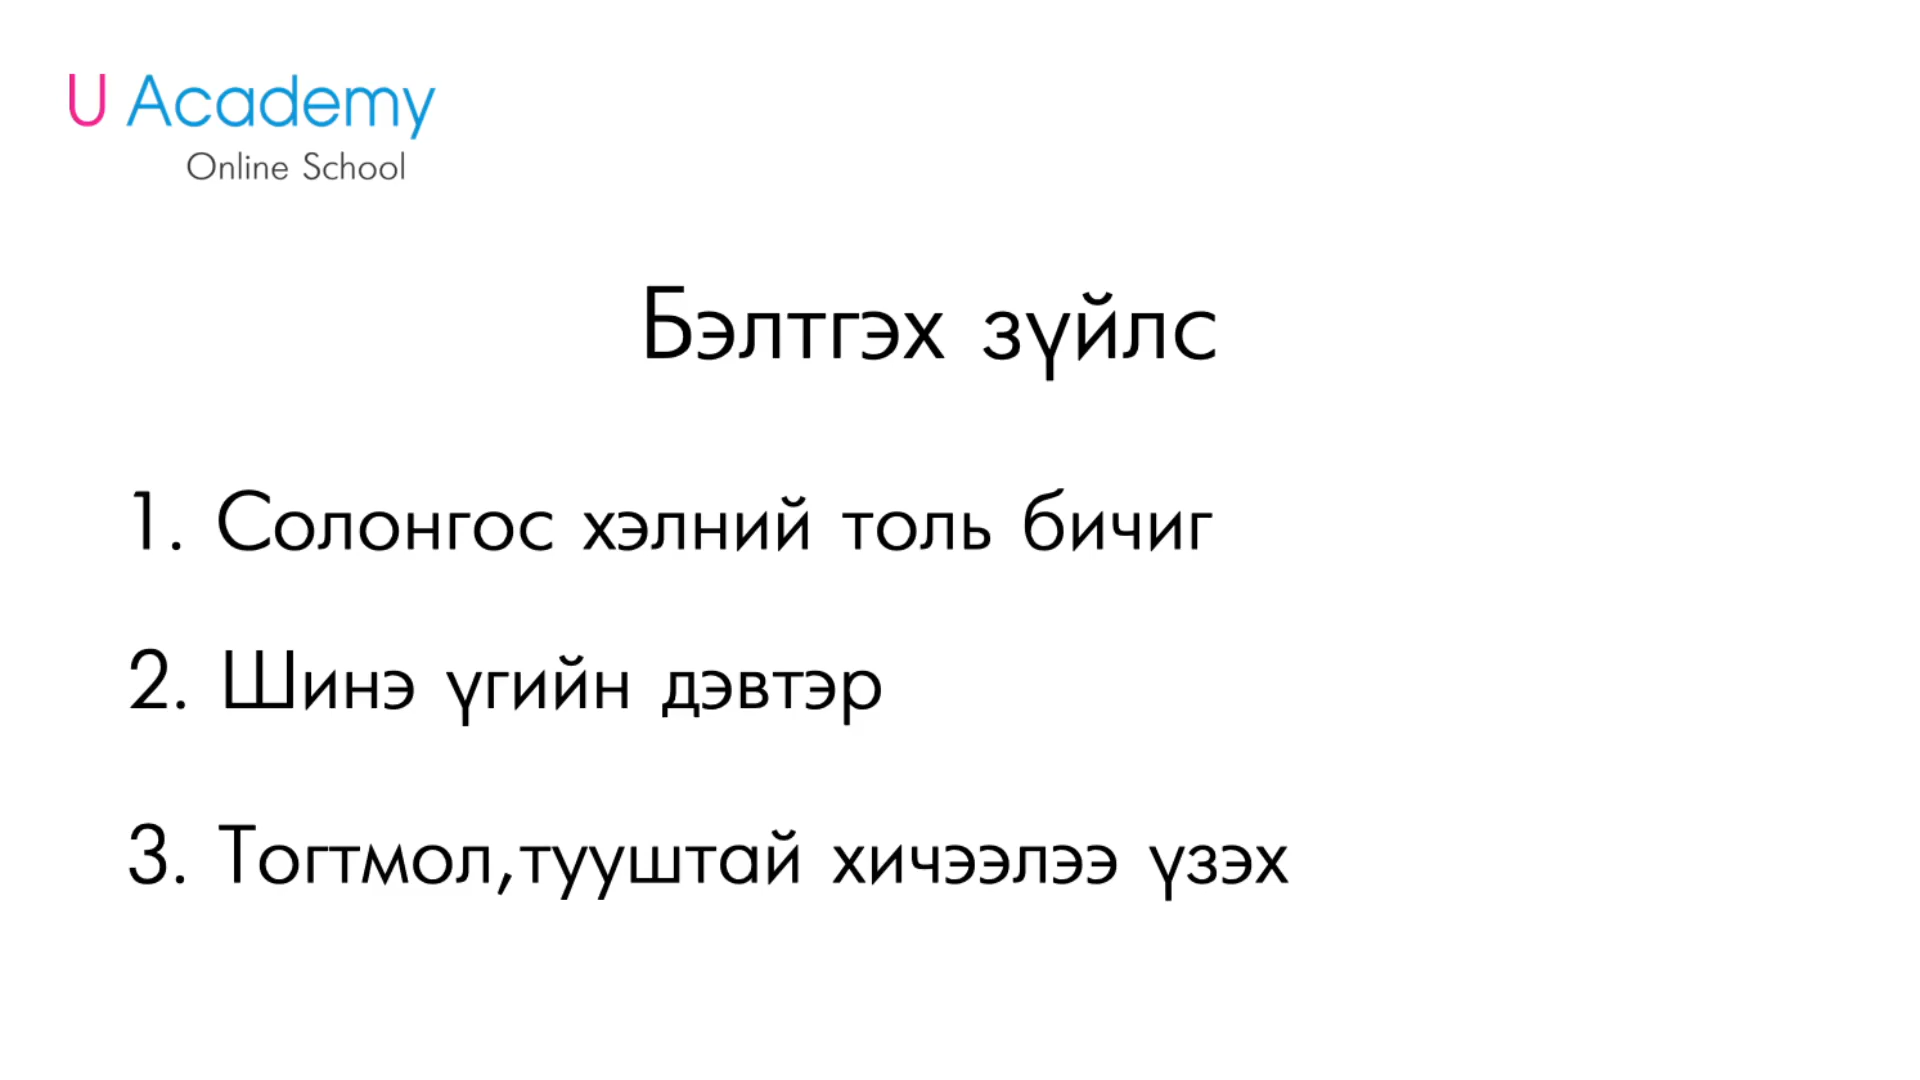 U Academy
Online School
Бэлтгэх зүйлс
1. Солонгос хэлний толь бичиг
2. Шинэ үгийн дэвтэр
3. Тогтмол,тууштай хичээлээ үзэх